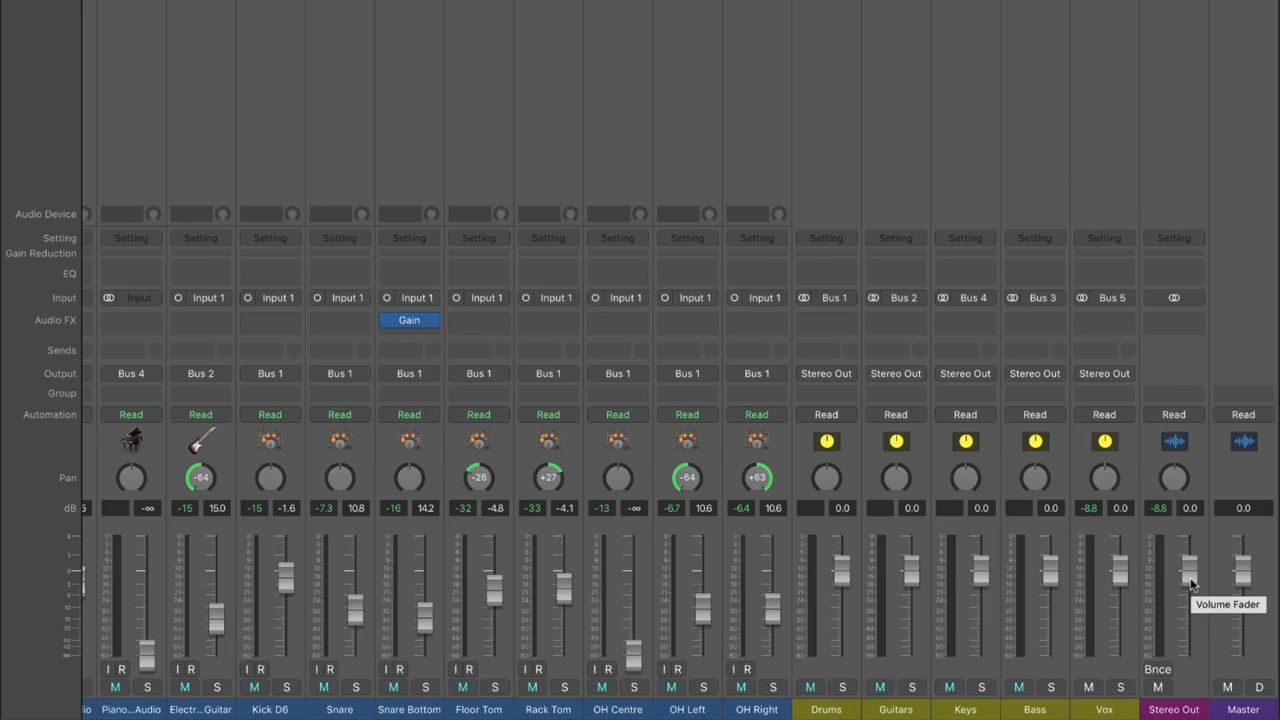 Audio Device
Setting Setting Setting Setting Setting Setting Setting Setting Setting Setting Setting Setting Setting Setting Setting Setting Setting
Gain Reduction
EQ
Input Input Input 1 Input 1 Input 1 Input 1 Input 1 Input 1 Input 1 Input 1 Input 1 Bus 1 Bus 2 Bus 4 Bus 3 Bus 5
Audio FX Gain
Sends
Output Bus 4 Bus 2 Bus 1 Bus 1 Bus 1 Bus 1 Bus 1 Bus 1 Bus 1 Bus 1 Stereo Out Stereo Out Stereo Out Stereo Out Stereo Out
Group
Automation Read Read Read Read Read Read Read Read Read Read Read Read Read Read Read Read Read
Pan -64 -26 +27 -64 +63
dB 5 -∞ -15 15.0 -15 -1.6 -7.3 10.8 -16 14.2 -32 -4.8 -33 -4.1 -13 -∞ -6.7 10.6 -6.4 10.6 0.0 0.0 0.0 0.0 -8.8 0.0 -8.8 0.0 0.0
Volume Fader
I R I R I R I R I R I R I R I R I R I R Bnce
M S M S M S M S M S M S M S M S M S M S M S M S M S M S M S M M D
io Piano...Audio Electr...Guitar Kick D6 Snare Snare Bottom Floor Tom Rack Tom OH Centre OH Left OH Right Drums Guitars Keys Bass Vox Stereo Out Master